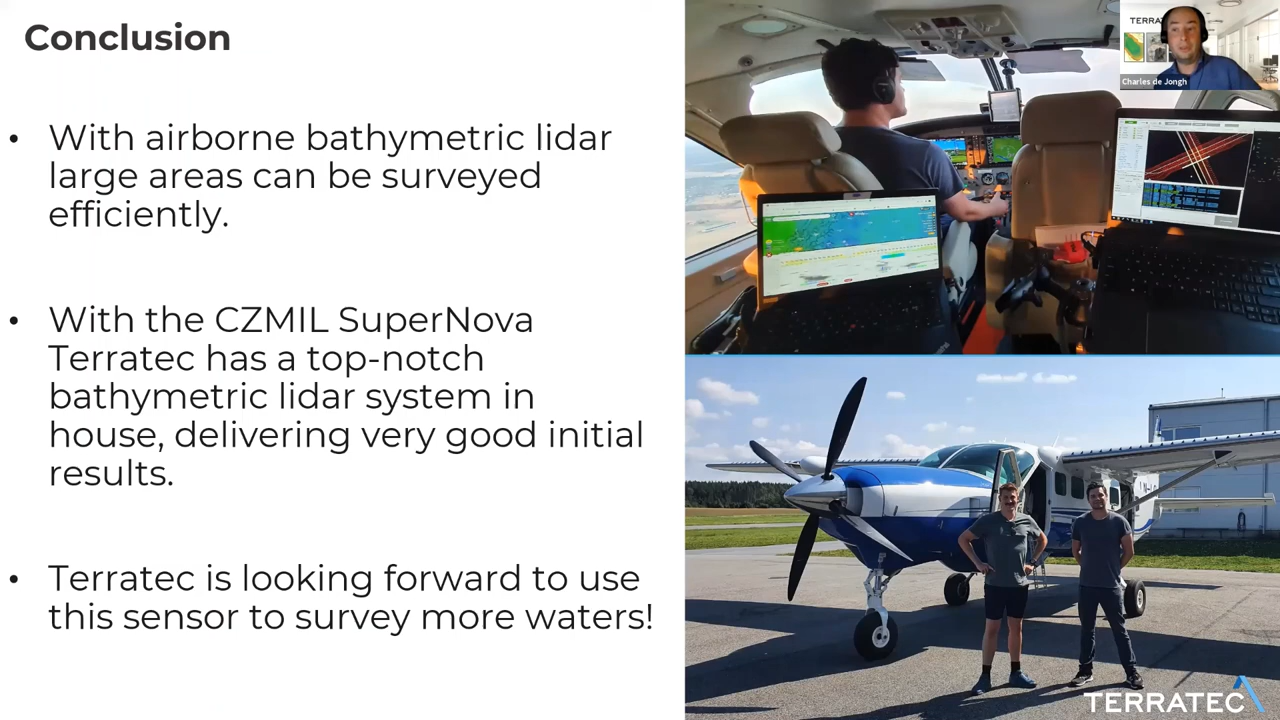 Conclusion
• With airborne bathymetric lidar
large areas can be surveyed
efficiently.
• With the CZMIL SuperNova
Terratec has a top-notch
bathymetric lidar system in
house, delivering very good initial
results.
• Terratec is looking forward to use
this sensor to survey more waters!
Charles de Jongh
TERRATEC